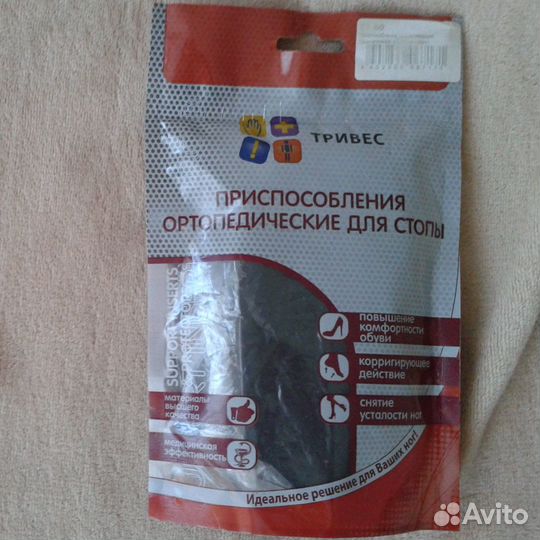 ТРИВЕС
ПРИСПОСОБЛЕНИЯ
ОРТОПЕДИЧЕСКИЕ ДЛЯ СТОПЫ
повышение
комфортности
обуви
корригирующее
действие
материалы
высшего
качества
снятие
усталости ног
медицинская
эффективность
Идеальное решение для Ваших ног!
Avito